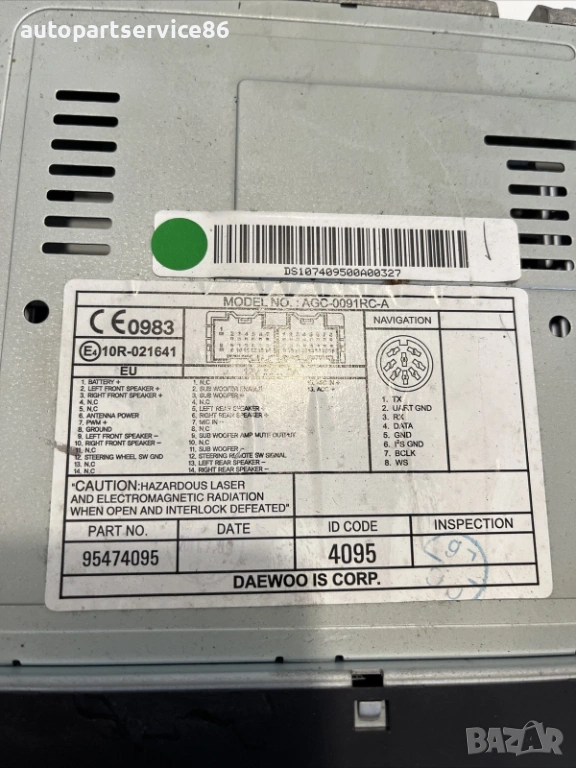 autopartservice86
DS107409500A00327
MODEL NO. : AGC-0091RC-A
CE0983
E4 10R-021641
EU
NAVIGATION
1. BATTERY +
2. LEFT FRONT SPEAKER +
3. RIGHT FRONT SPEAKER +
4. N.C
5. N.C
6. ANTENNA POWER
7. PWM +
8. GROUND
9. LEFT FRONT SPEAKER -
10. RIGHT FRONT SPEAKER -
11. N.C
12. STEERING WHEEL SW GND
13. N.C
14. N.C
1. N.C
2. SUB WOOFER ENABLE
3. SUB WOOFER +
4. N.C
5. LEFT REAR SPEAKER +
6. RIGHT REAR SPEAKER +
7. MIC IN -
8. N.C
9. SUB WOOFER AMP MUTE OUTPUT
10. N.C
11. SUB WOOFER -
12. STEERING REMOTE SW SIGNAL
13. LEFT REAR SPEAKER -
14. RIGHT REAR SPEAKER -
1. TX
2. UART GND
3. RX
4. DATA
5. GND
6. I²S GND
7. BCLK
8. WS
"CAUTION:HAZARDOUS LASER
AND ELECTROMAGNETIC RADIATION
WHEN OPEN AND INTERLOCK DEFEATED"
PART NO. DATE ID CODE INSPECTION
95474095 4095
DAEWOO IS CORP.
BAZAR